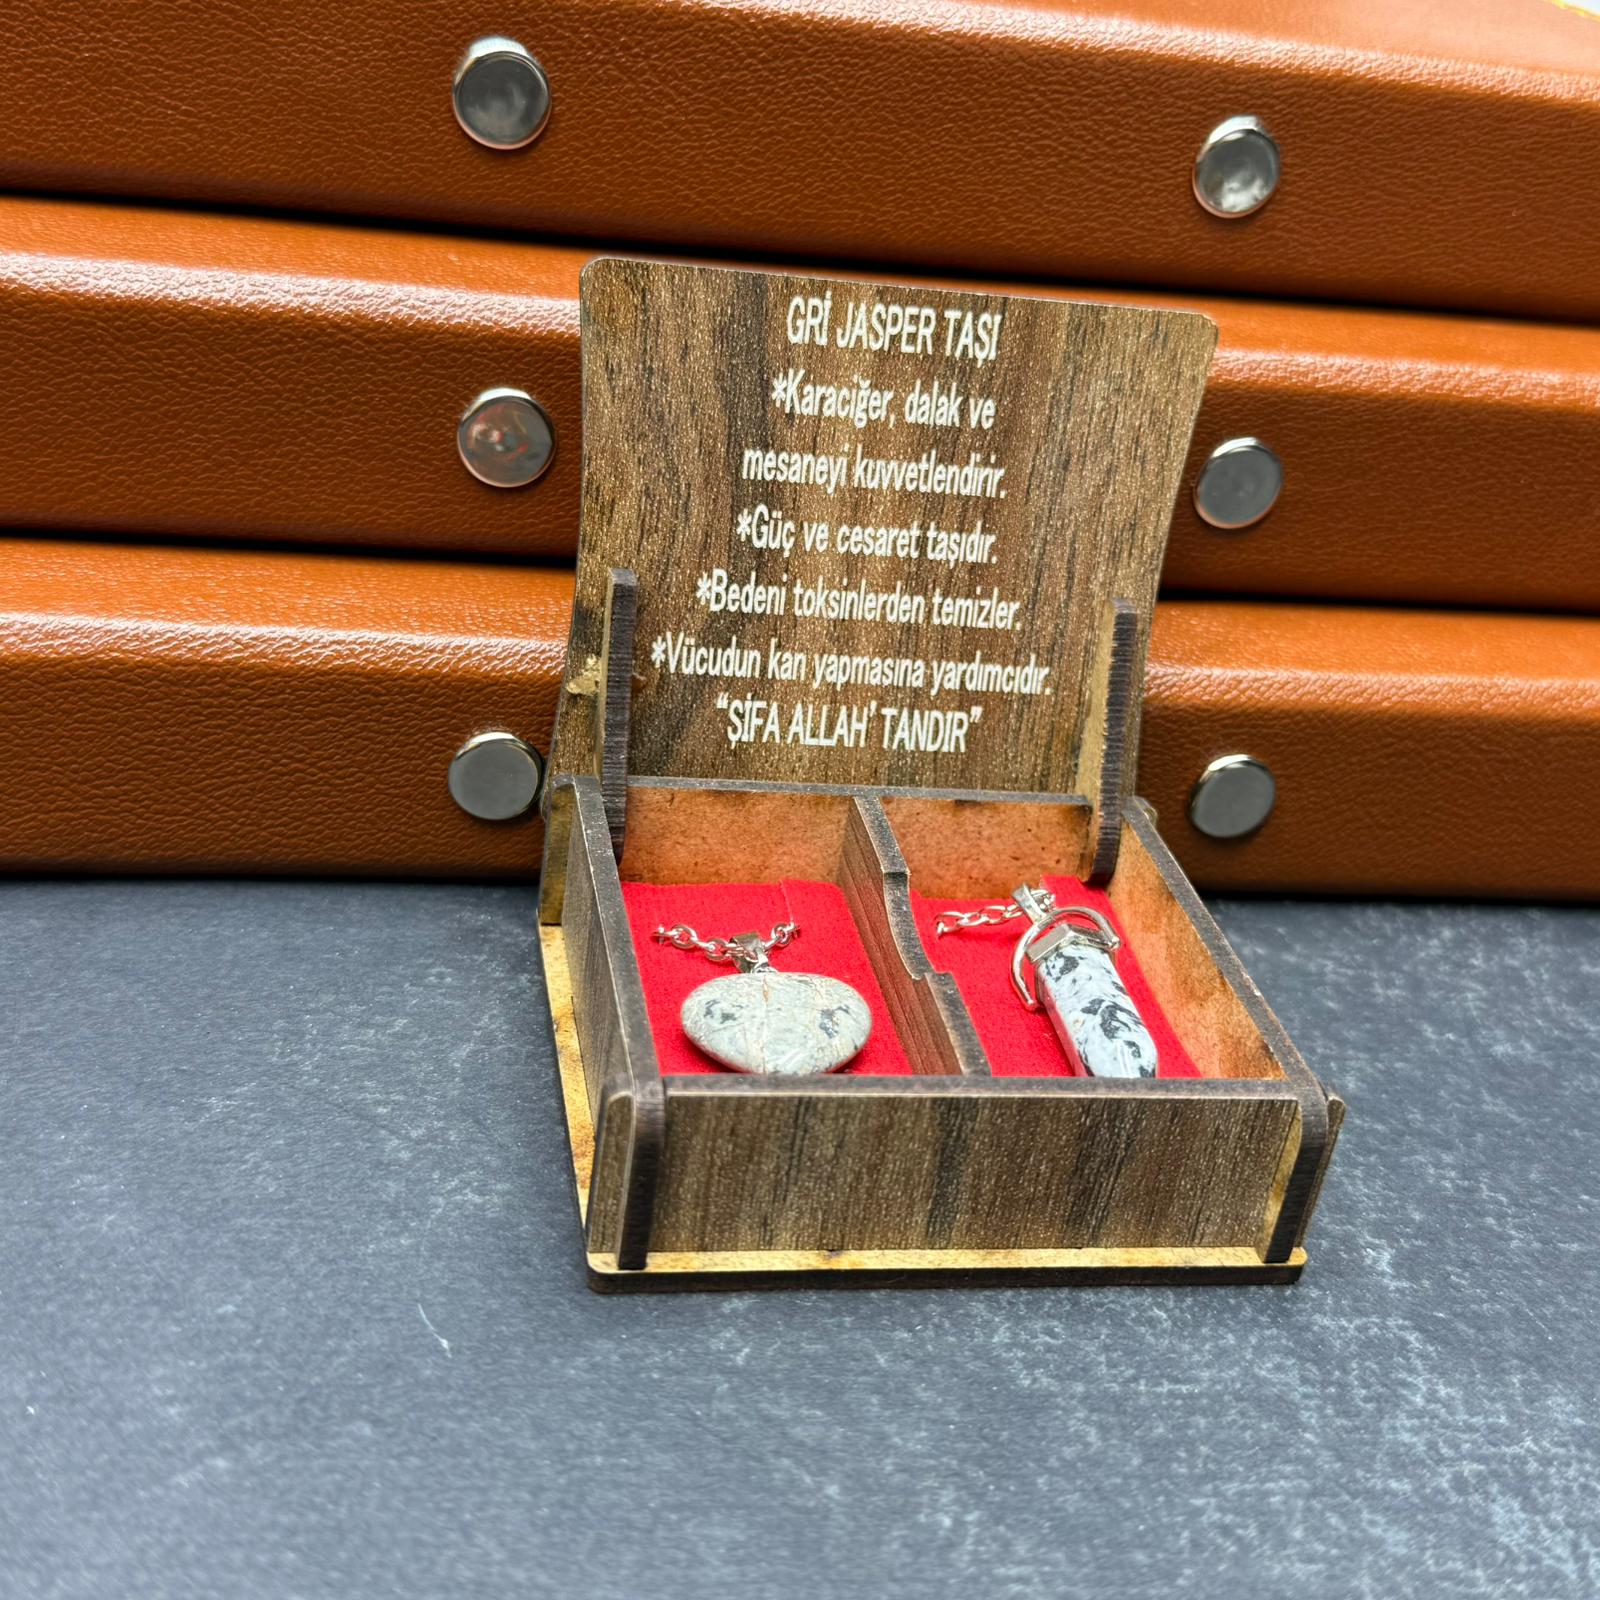 GRİ JASPER TAŞI
*Karaciğer, dalak ve
mesaneyi kuvvetlendirir.
*Güç ve cesaret taşıdır.
*Bedeni toksinlerden temizler.
*Vücudun kan yapmasına yardımcıdır.
“ŞİFA ALLAH' TANDIR”